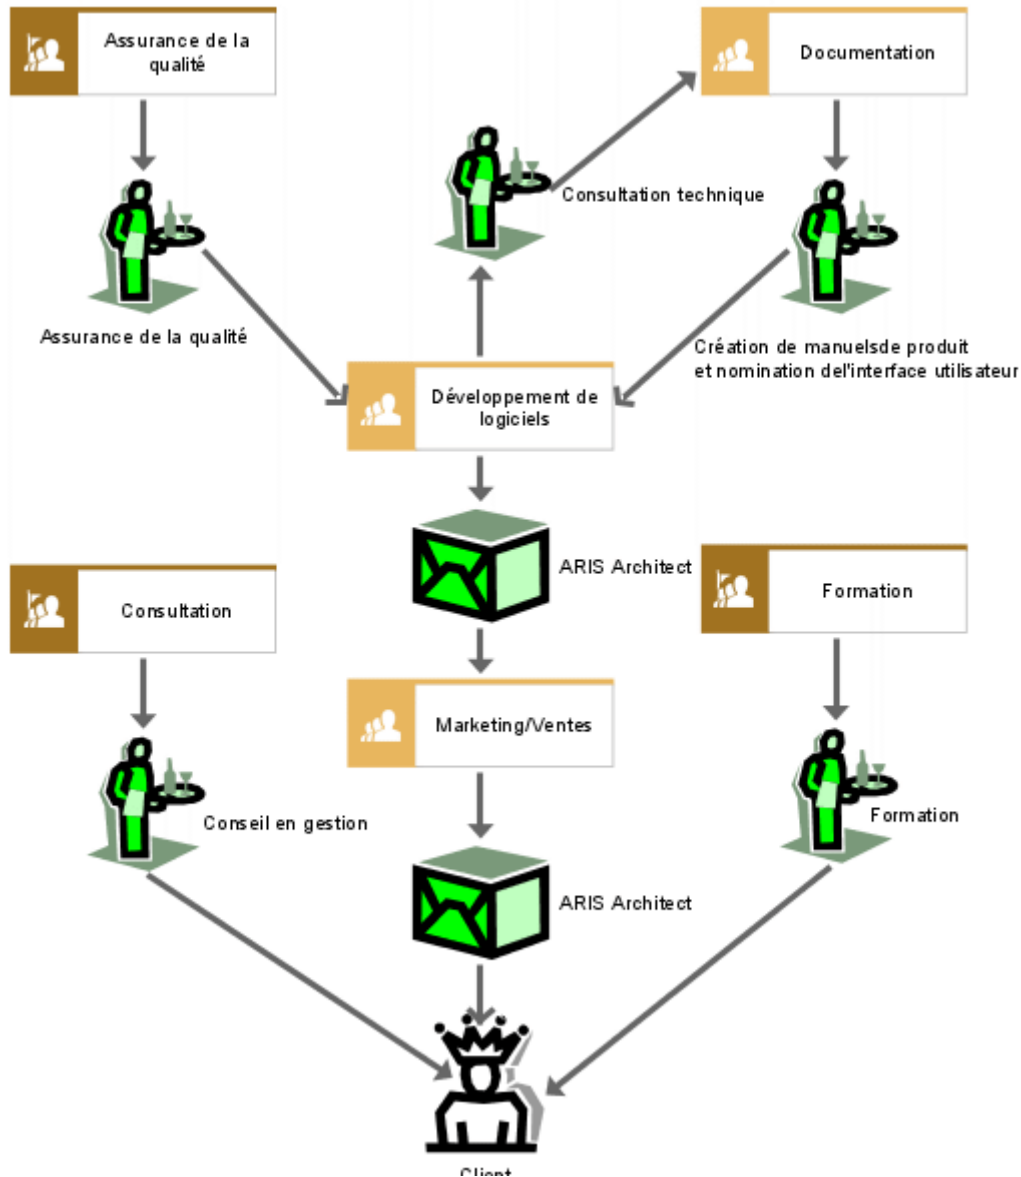 Assurance de la
qualité
Documentation
Consultation technique
Assurance de la qualité
Création de manuelsde produit
et nomination del'interface utilisateur
Développement de
logiciels
ARIS Architect
Consultation
Formation
Marketing/Ventes
Conseil en gestion
Formation
ARIS Architect
Client